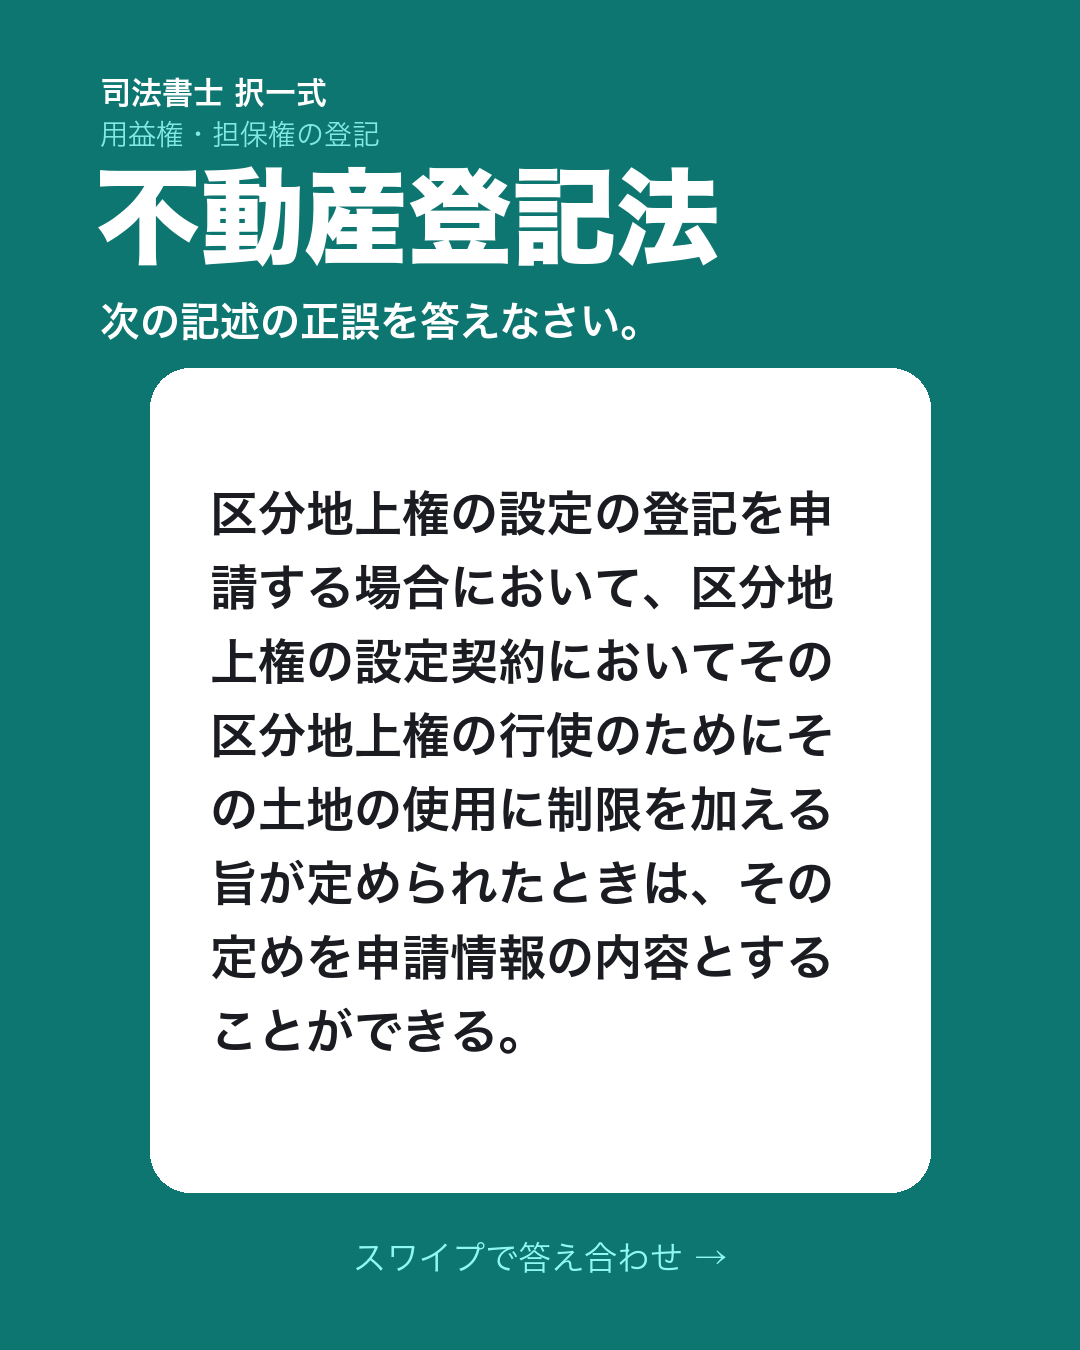 司法書士 択一式
用益権・担保権の登記
不動産登記法
次の記述の正誤を答えなさい。
区分地上権の設定の登記を申
請する場合において、区分地
上権の設定契約においてその
区分地上権の行使のためにそ
の土地の使用に制限を加える
旨が定められたときは、その
定めを申請情報の内容とする
ことができる。
スワイプで答え合わせ →